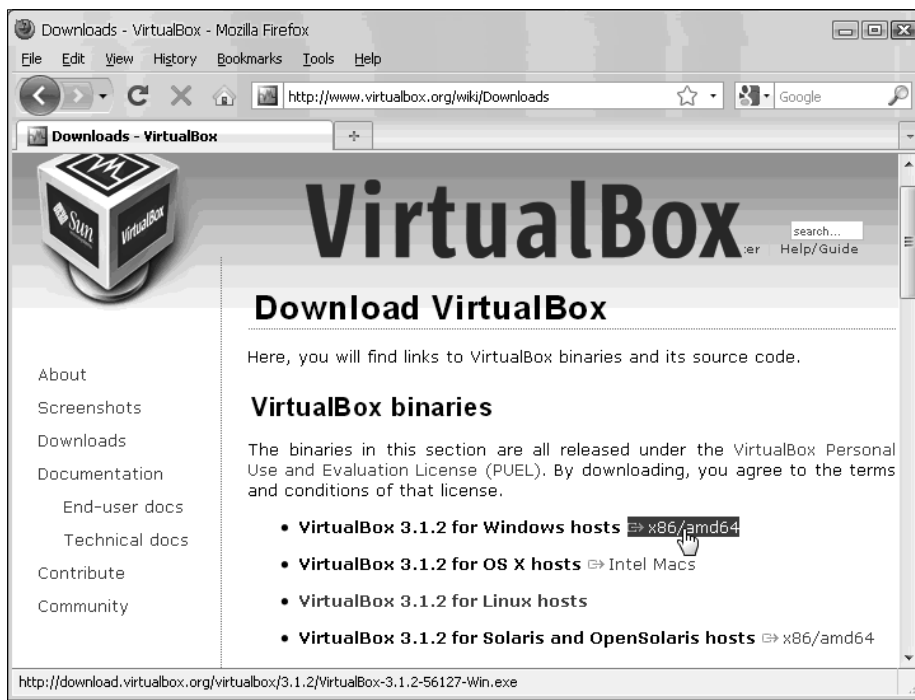 Downloads - VirtualBox - Mozilla Firefox
File Edit View History Bookmarks Tools Help
http://www.virtualbox.org/wiki/Downloads
Google
Downloads - VirtualBox
Sun
VirtualBox
VirtualBox
search...
Help/Guide
Download VirtualBox
Here, you will find links to VirtualBox binaries and its source code.
About
Screenshots
Downloads
Documentation
End-user docs
Technical docs
Contribute
Community
VirtualBox binaries
The binaries in this section are all released under the VirtualBox Personal
Use and Evaluation License (PUEL). By downloading, you agree to the terms
and conditions of that license.
• VirtualBox 3.1.2 for Windows hosts x86/amd64
• VirtualBox 3.1.2 for OS X hosts Intel Macs
• VirtualBox 3.1.2 for Linux hosts
• VirtualBox 3.1.2 for Solaris and OpenSolaris hosts x86/amd64
http://download.virtualbox.org/virtualbox/3.1.2/VirtualBox-3.1.2-56127-Win.exe